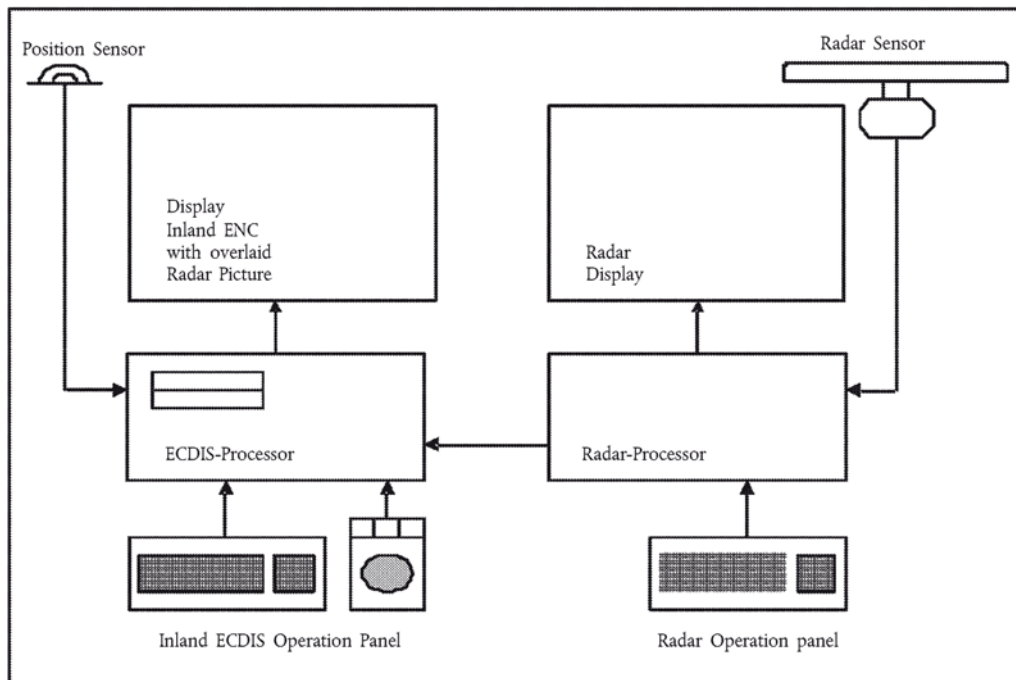 Position Sensor
Radar Sensor
Display
Inland ENC
with overlaid
Radar Picture
Radar
Display
ECDIS-Processor
Radar-Processor
Inland ECDIS Operation Panel
Radar Operation panel